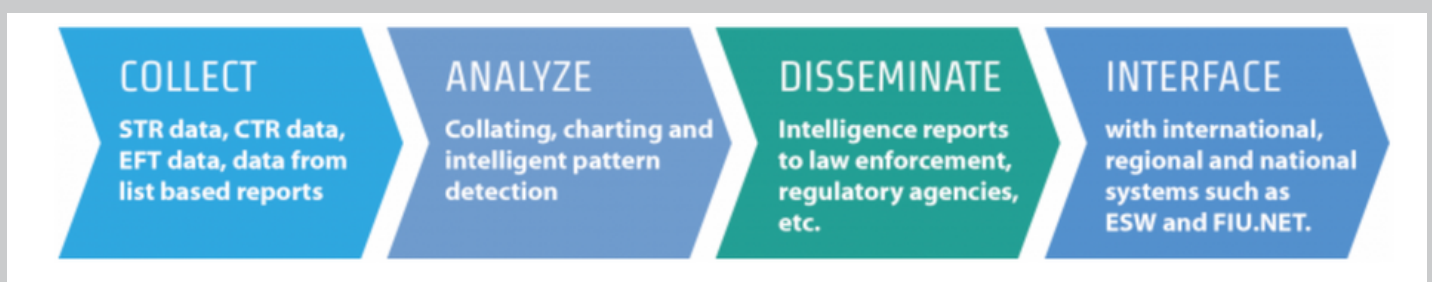 COLLECT
STR data, CTR data,
EFT data, data from
list based reports
ANALYZE
Collating, charting and
intelligent pattern
detection
DISSEMINATE
Intelligence reports
to law enforcement,
regulatory agencies,
etc.
INTERFACE
with international,
regional and national
systems such as
ESW and FIU.NET.